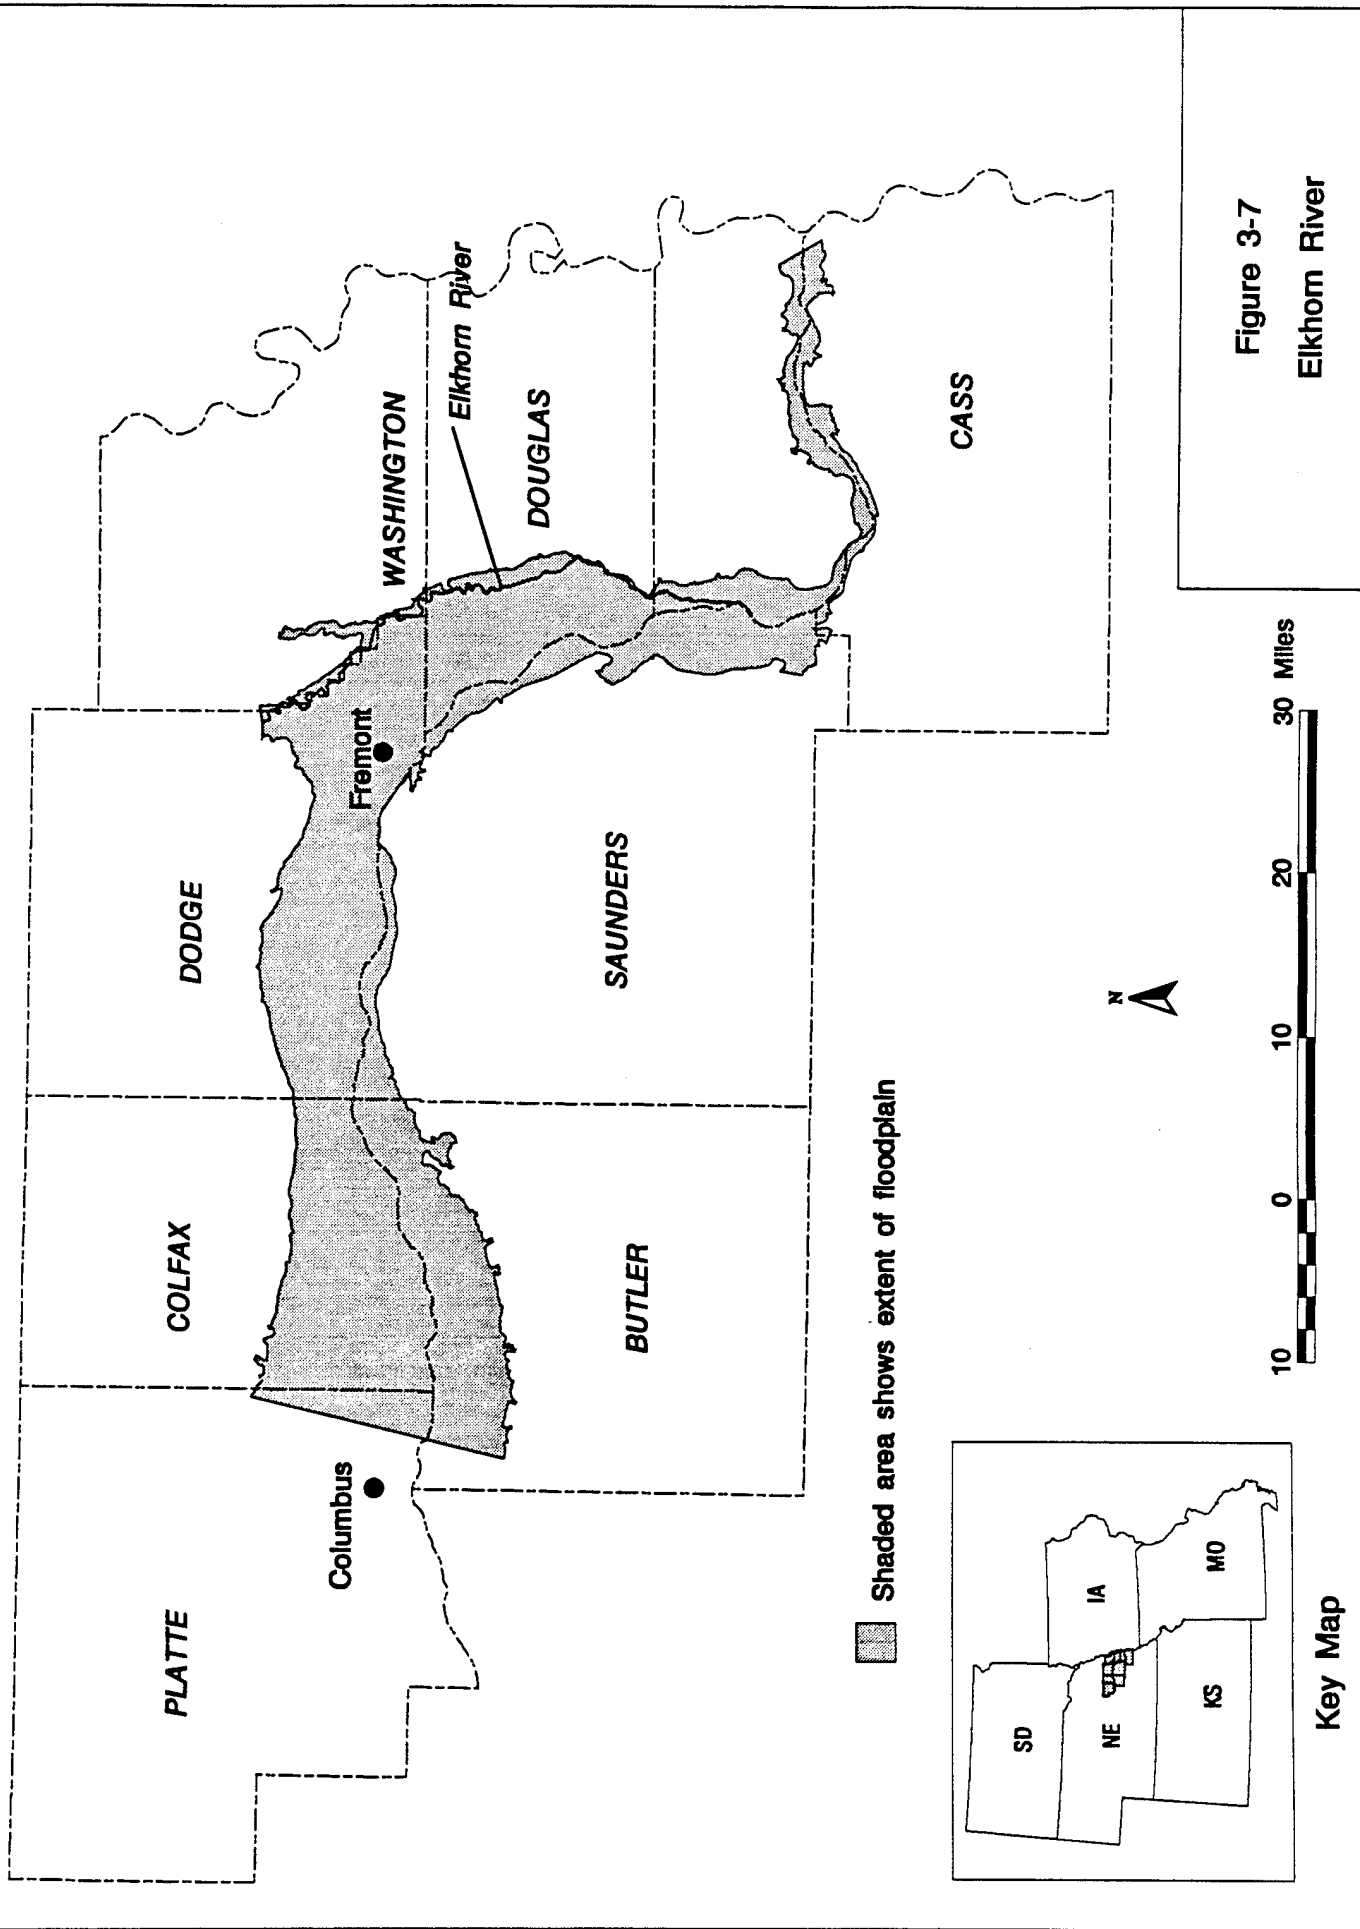 PLATTE
COLFAX
DODGE
WASHINGTON
Columbus
Fremont
Elkhorn River
DOUGLAS
BUTLER
SAUNDERS
CASS
Shaded area shows extent of floodplain
N
10 0 10 20 30 Miles
SD
NE
IA
KS
MO
Key Map
Figure 3-7
Elkhorn River